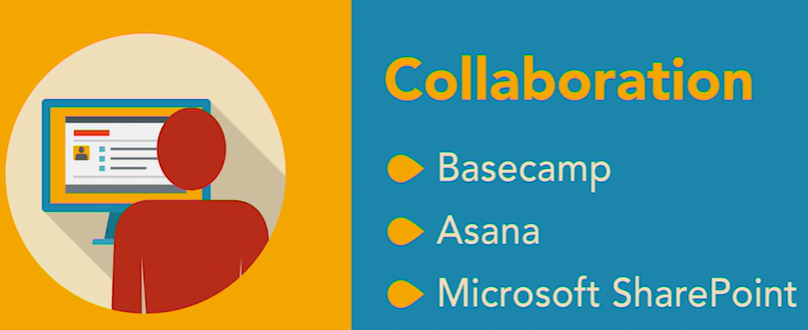 Collaboration
Basecamp
Asana
Microsoft SharePoint